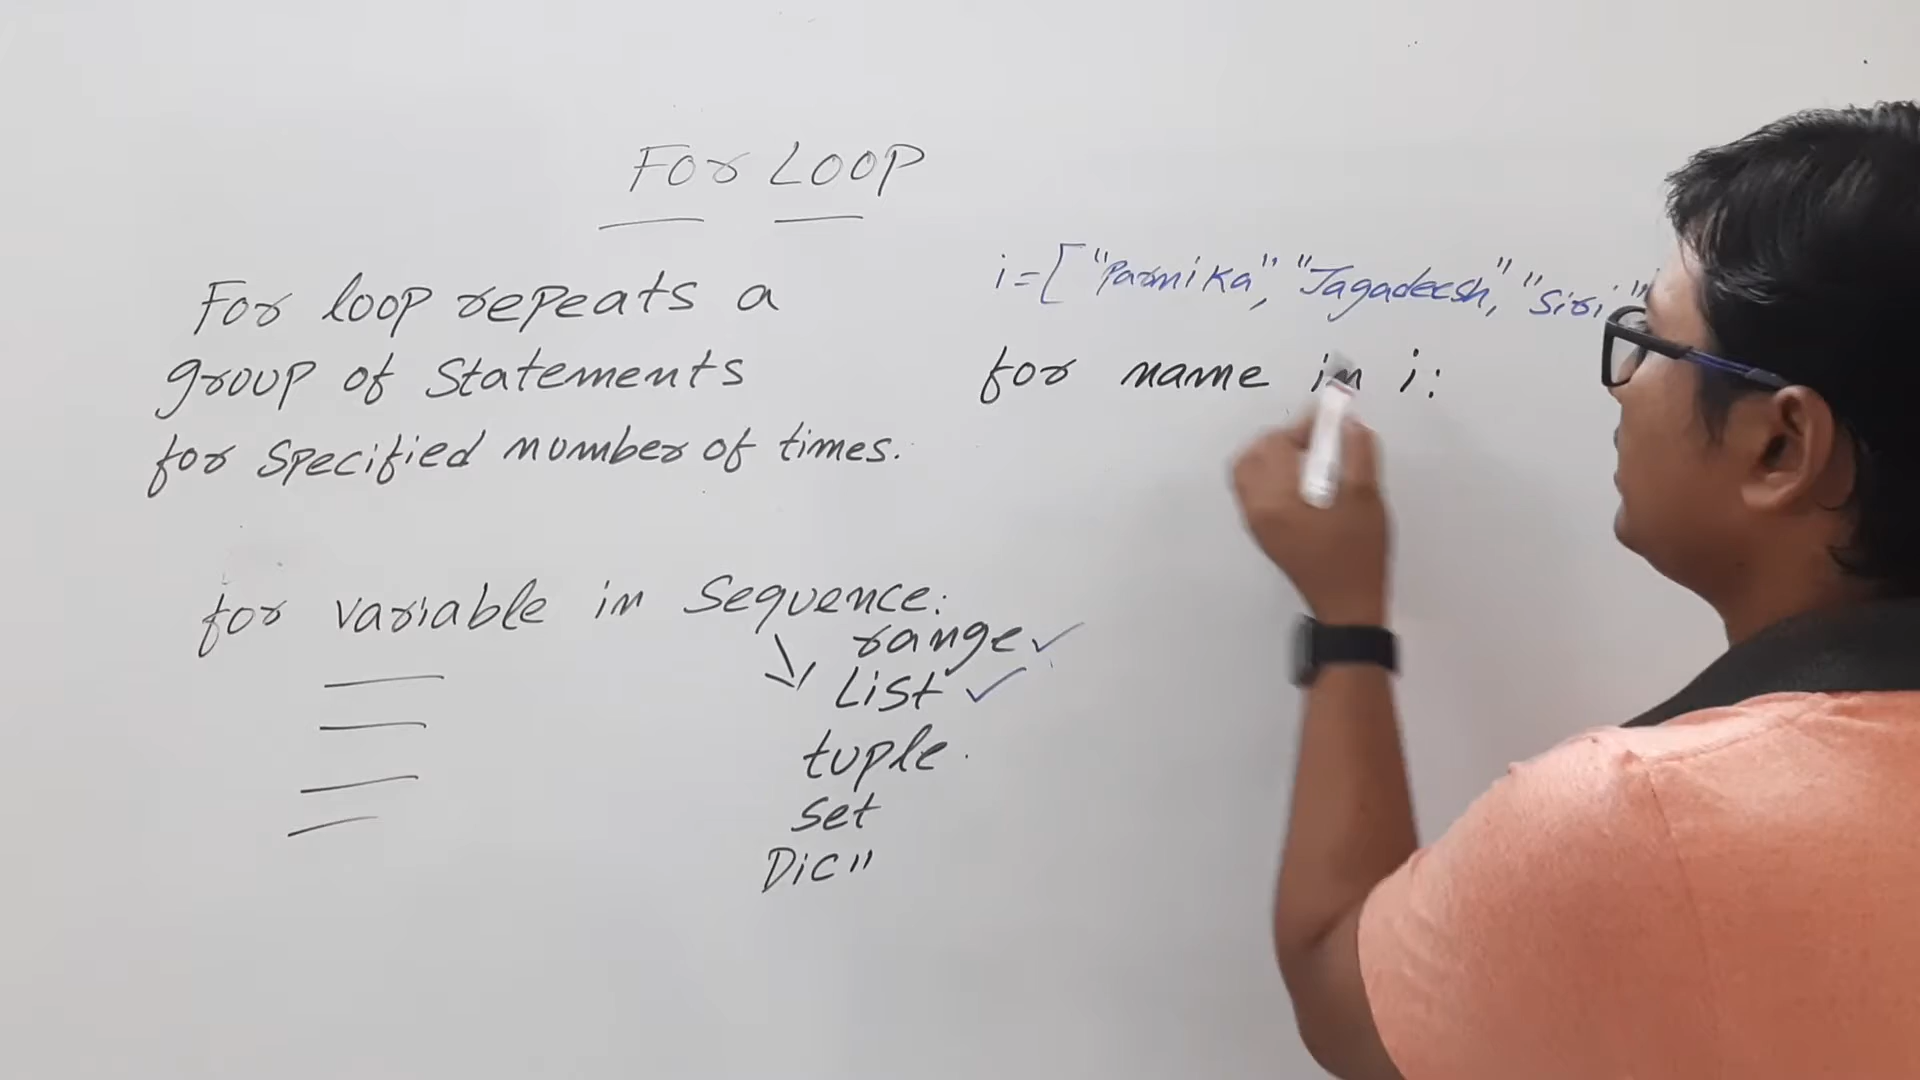 For LOOP
For loop repeats a
group of statements
for specified number of times.
for variable in sequence:
range ✓
List ✓
tuple.
set
Dic"
i=["Parnika", "Jagadeesh", "Siri"
for name in i: